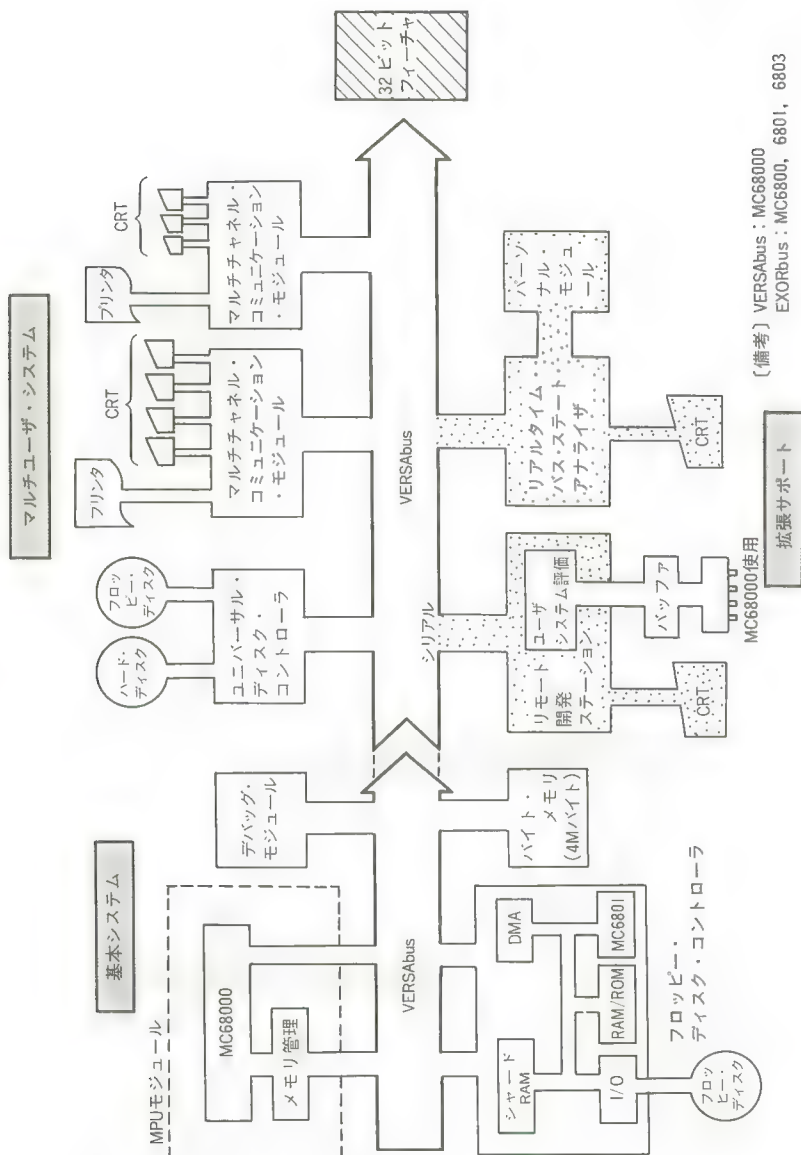 基本システム
マルチユーザ・システム
MPUモジュール
MC68000
メモリ管理
デバッグ・
モジュール
ハード・
ディスク
フロッ
ピー・
ディスク
ユニバーサル・
ディスク・
コントローラ
プリンタ
CRT
マルチチャネル・
コミュニケーション
・モジュール
プリンタ
CRT
マルチチャネル・
コミュニケーション
・モジュール
VERSAbus
VERSAbus
32ビット
フィーチャ
シャード
RAM
DMA
I/O
RAM/ROM
MC6801
フロッ
ピー・
ディスク
フロッピー・
ディスク・コントローラ
バイト・
メモリ
(4Mバイト)
シリアル
リモート
開発
ステーション
ユーザ
システム評価
バッファ
MC68000使用
CRT
リアルタイム・
バス・ステート
アナライザ
パーソ
ナル・
モジュ
ール
CRT
拡張サポート
〔備考〕VERSAbus:MC68000
EXORbus:MC6800, 6801, 6803